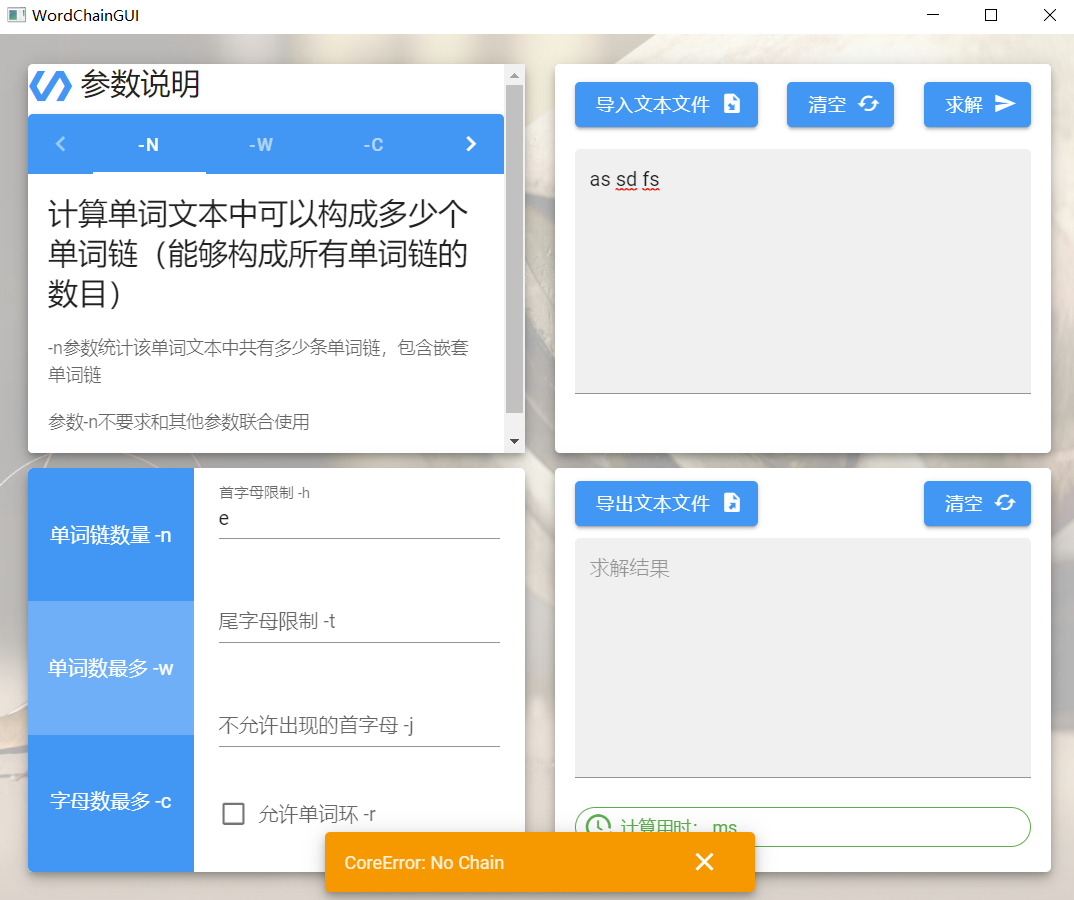 WordChainGUI
参数说明
-N
-W
-C
计算单词文本中可以构成多少个
单词链（能够构成所有单词链的
数目）
-n参数统计该单词文本中共有多少条单词链，包含嵌套
单词链
参数-n不要求和其他参数联合使用
导入文本文件
清空
求解
as sd fs
单词链数量 -n
单词数最多 -w
字母数最多 -c
首字母限制 -h
e
尾字母限制 -t
不允许出现的首字母 -j
允许单词环 -r
导出文本文件
清空
求解结果
计算用时： ms
CoreError: No Chain